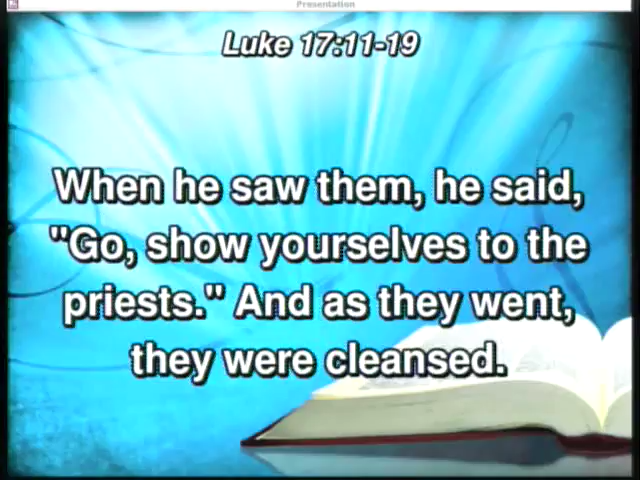 Presentation
Luke 17:11-19
When he saw them, he said,
"Go, show yourselves to the
priests." And as they went,
they were cleansed.